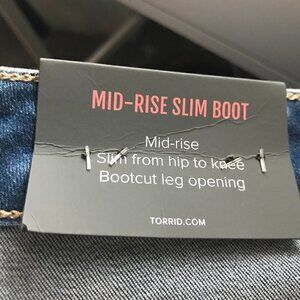 MID-RISE SLIM BOOT
Mid-rise
Slim from hip to knee
Bootcut leg opening
TORRID.COM